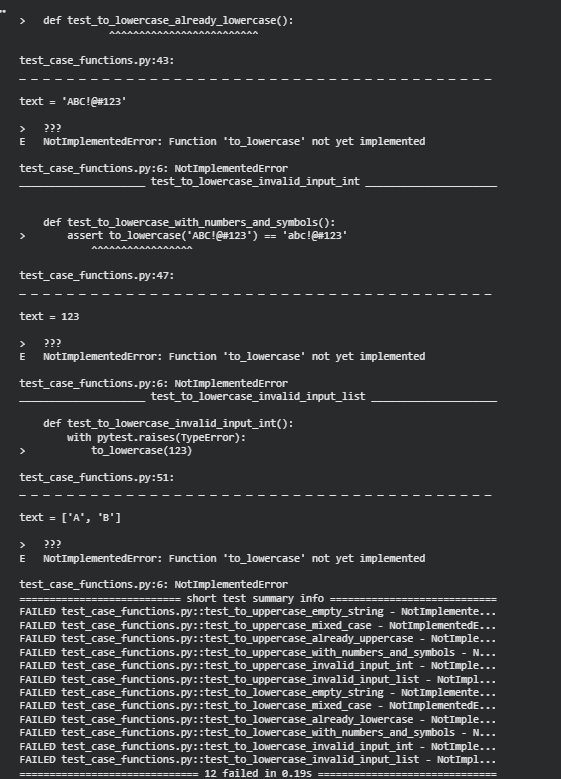 >   def test_to_lowercase_already_lowercase():
               ^^^^^^^^^^^^^^^^^^^^^^^^^
test_case_functions.py:43:
_ _ _ _ _ _ _ _ _ _ _ _ _ _ _ _ _ _ _ _ _ _ _ _ _ _ _ _ _ _ _ _ _ _ _ _ _ _ _ _
text = 'ABC!@#123'
>   ???
E   NotImplementedError: Function 'to_lowercase' not yet implemented
test_case_functions.py:6: NotImplementedError
_____________________ test_to_lowercase_invalid_input_int ______________________
    def test_to_lowercase_with_numbers_and_symbols():
>       assert to_lowercase('ABC!@#123') == 'abc!@#123'
            ^^^^^^^^^^^^^^^^^
test_case_functions.py:47:
_ _ _ _ _ _ _ _ _ _ _ _ _ _ _ _ _ _ _ _ _ _ _ _ _ _ _ _ _ _ _ _ _ _ _ _ _ _ _ _
text = 123
>   ???
E   NotImplementedError: Function 'to_lowercase' not yet implemented
test_case_functions.py:6: NotImplementedError
_____________________ test_to_lowercase_invalid_input_list _____________________
    def test_to_lowercase_invalid_input_int():
        with pytest.raises(TypeError):
>           to_lowercase(123)
test_case_functions.py:51:
_ _ _ _ _ _ _ _ _ _ _ _ _ _ _ _ _ _ _ _ _ _ _ _ _ _ _ _ _ _ _ _ _ _ _ _ _ _ _ _
text = ['A', 'B']
>   ???
E   NotImplementedError: Function 'to_lowercase' not yet implemented
test_case_functions.py:6: NotImplementedError
=========================== short test summary info ============================
FAILED test_case_functions.py::test_to_uppercase_empty_string - NotImplemente...
FAILED test_case_functions.py::test_to_uppercase_mixed_case - NotImplementedE...
FAILED test_case_functions.py::test_to_uppercase_already_uppercase - NotImple...
FAILED test_case_functions.py::test_to_uppercase_with_numbers_and_symbols - N...
FAILED test_case_functions.py::test_to_uppercase_invalid_input_int - NotImple...
FAILED test_case_functions.py::test_to_uppercase_invalid_input_list - NotImpl...
FAILED test_case_functions.py::test_to_lowercase_empty_string - NotImplemente...
FAILED test_case_functions.py::test_to_lowercase_mixed_case - NotImplementedE...
FAILED test_case_functions.py::test_to_lowercase_already_lowercase - NotImple...
FAILED test_case_functions.py::test_to_lowercase_with_numbers_and_symbols - N...
FAILED test_case_functions.py::test_to_lowercase_invalid_input_int - NotImple...
FAILED test_case_functions.py::test_to_lowercase_invalid_input_list - NotImpl...
============================== 12 failed in 0.19s ==============================